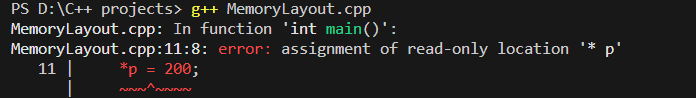 PS D:\C++ projects> g++ MemoryLayout.cpp
MemoryLayout.cpp: In function 'int main()':
MemoryLayout.cpp:11:8: error: assignment of read-only location '* p'
   11 |     *p = 200;
      |     ~~~^~~~~